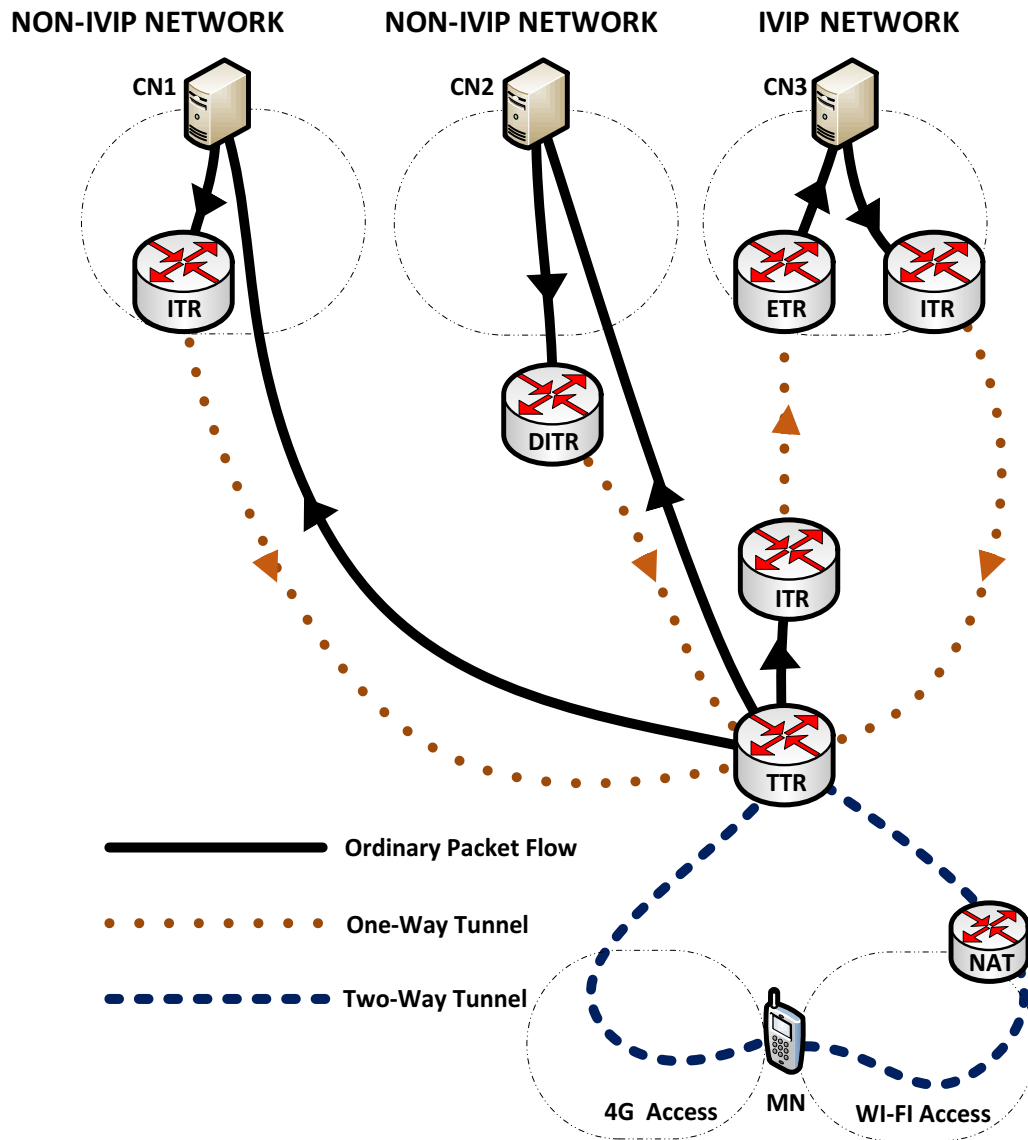 NON-IVIP NETWORK
NON-IVIP NETWORK
IVIP NETWORK
CN1
CN2
CN3
ITR
ETR
ITR
DITR
ITR
TTR
Ordinary Packet Flow
One-Way Tunnel
Two-Way Tunnel
NAT
4G Access
MN
WI-FI Access